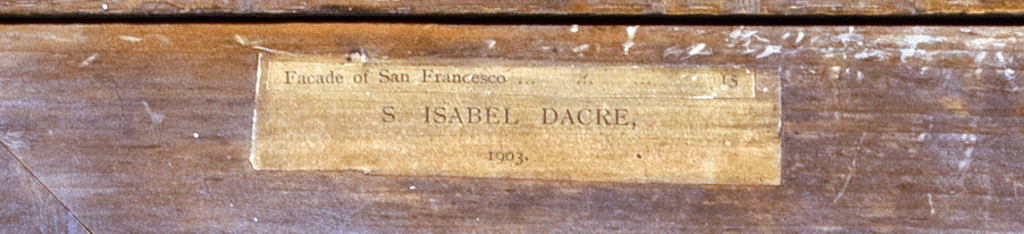 Facade of San Francesco ... ... ... 15
S. ISABEL DACRE,
1903.